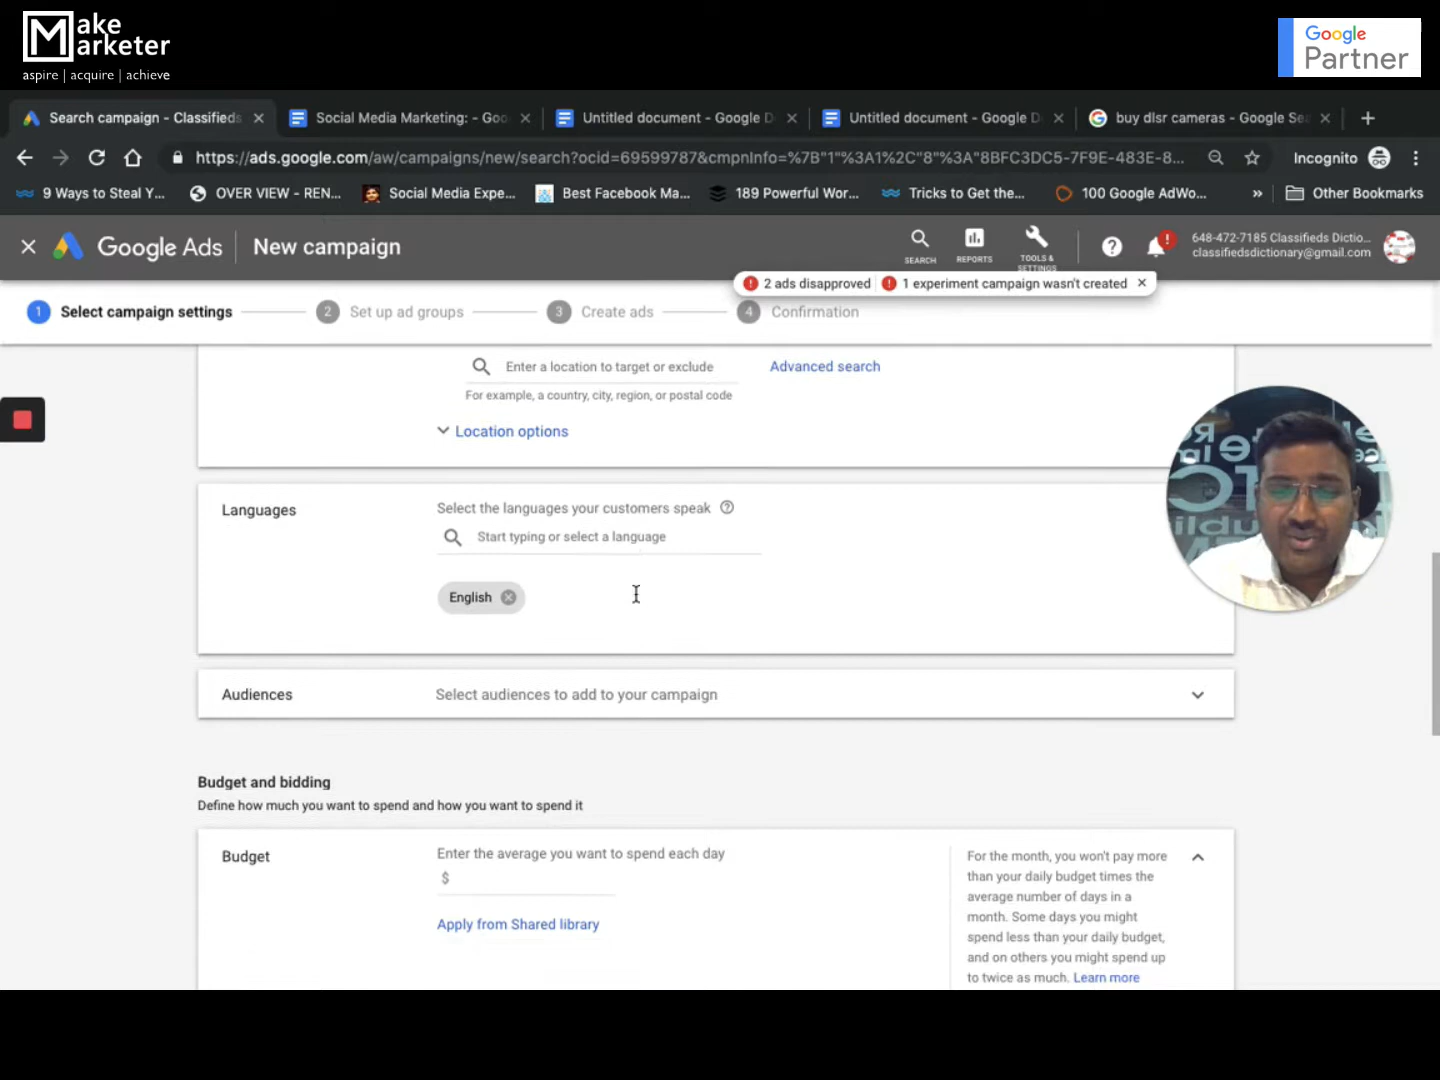 Make Marketer
aspire | acquire | achieve
Google
Partner
Search campaign - Classifieds
Social Media Marketing: - Goo
Untitled document - Google D
Untitled document - Google D
buy dlsr cameras - Google Sea
https://ads.google.com/aw/campaigns/new/search?ocid=69599787&cmpnInfo=%7B"1"%3A1%2C"8"%3A"8BFC3DC5-7F9E-483E-8...
Incognito
9 Ways to Steal Y...
OVER VIEW - REN...
Social Media Expe...
Best Facebook Ma...
189 Powerful Wor...
Tricks to Get the...
100 Google AdWo...
»
Other Bookmarks
Google Ads
New campaign
SEARCH
REPORTS
TOOLS & SETTINGS
648-472-7185 Classifieds Dictio...
classifiedsdictionary@gmail.com
2 ads disapproved
1 experiment campaign wasn't created
1 Select campaign settings
2 Set up ad groups
3 Create ads
4 Confirmation
Enter a location to target or exclude
Advanced search
For example, a country, city, region, or postal code
Location options
Languages
Select the languages your customers speak
Start typing or select a language
English
Audiences
Select audiences to add to your campaign
Budget and bidding
Define how much you want to spend and how you want to spend it
Budget
Enter the average you want to spend each day
$
Apply from Shared library
For the month, you won't pay more
than your daily budget times the
average number of days in a
month. Some days you might
spend less than your daily budget,
and on others you might spend up
to twice as much. Learn more